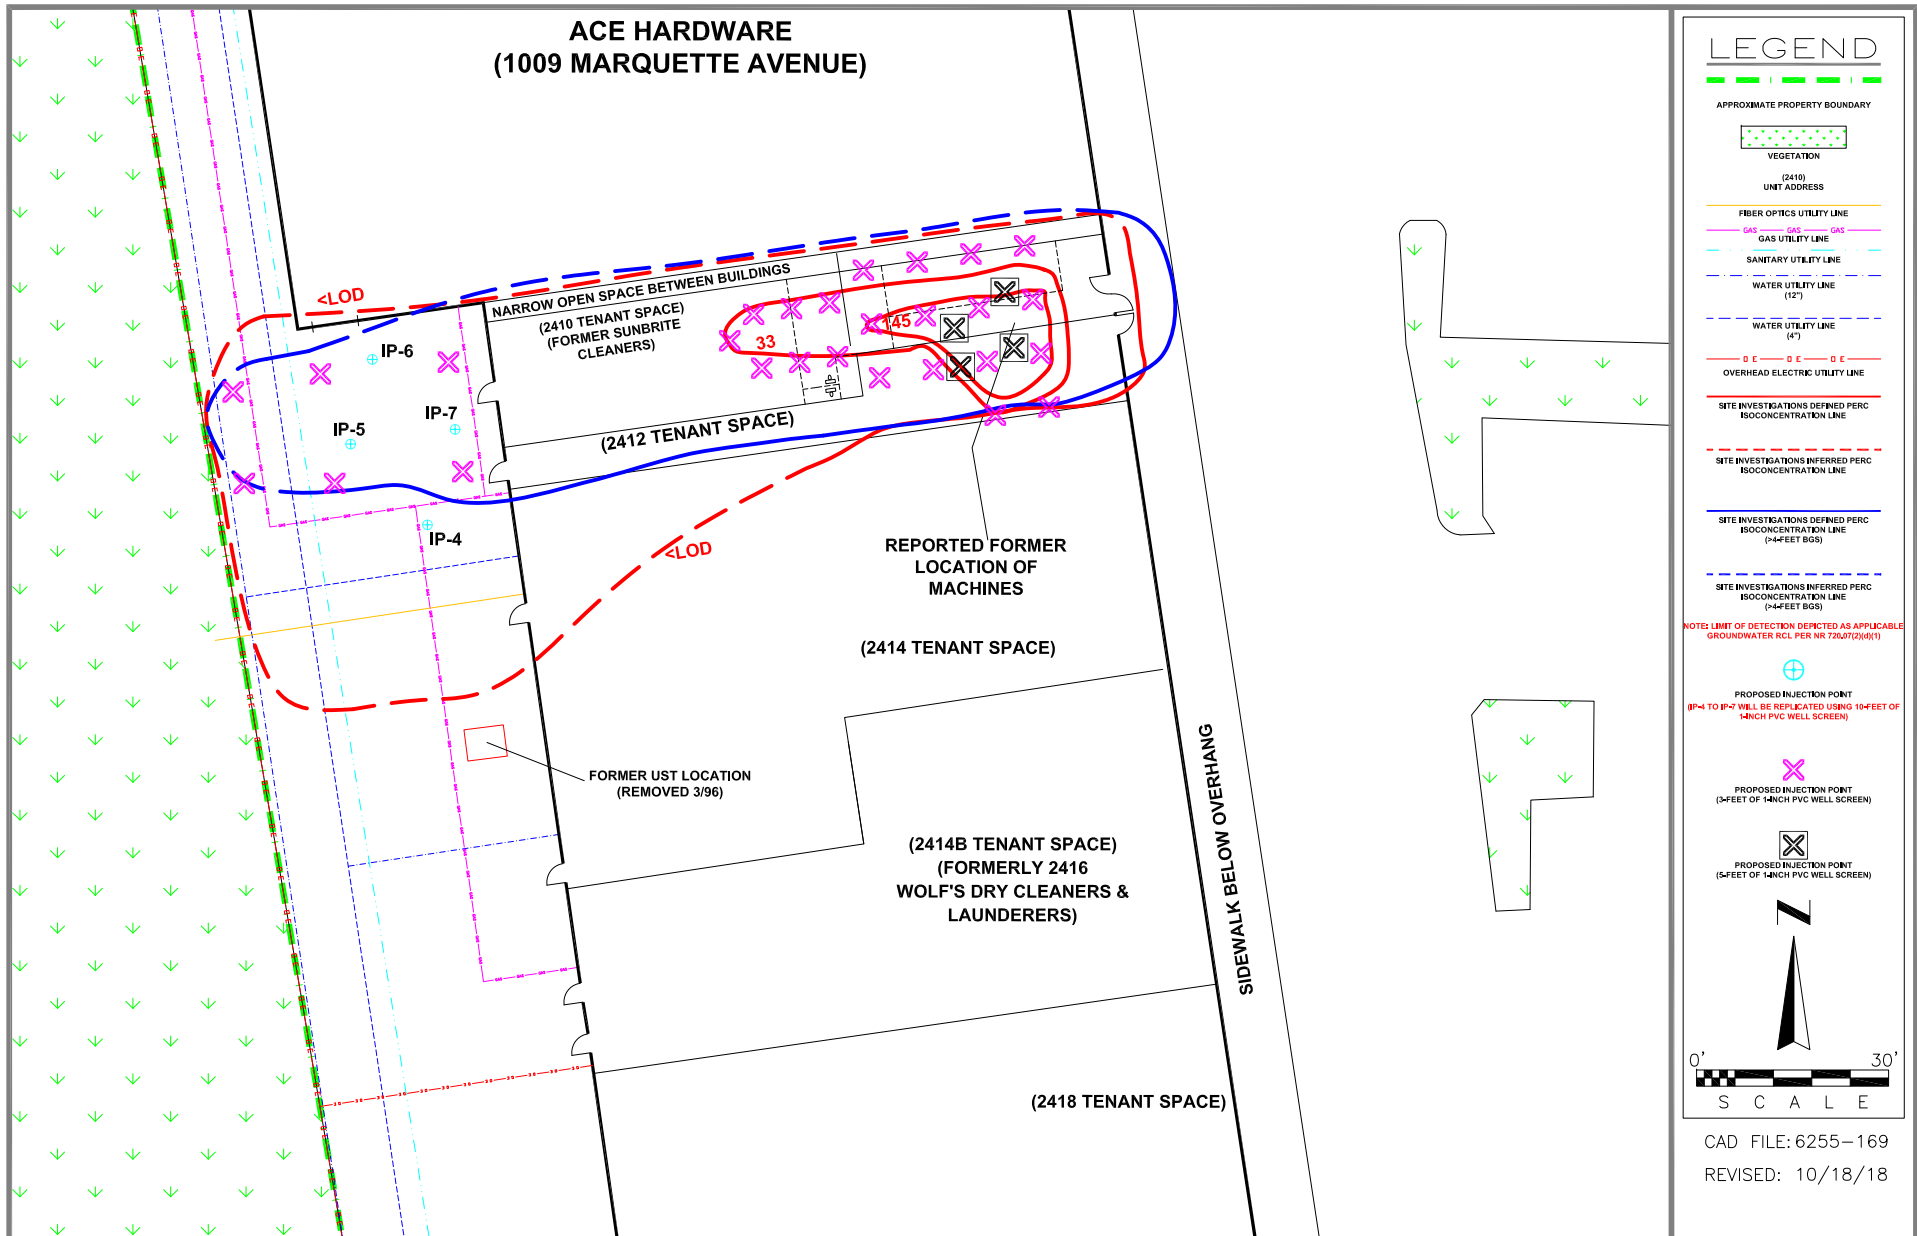 ACE HARDWARE
(1009 MARQUETTE AVENUE)
<LOD
NARROW OPEN SPACE BETWEEN BUILDINGS
(2410 TENANT SPACE)
(FORMER SUNBRITE
CLEANERS)
33
145
IP-6
IP-7
IP-5
IP-4
(2412 TENANT SPACE)
<LOD
REPORTED FORMER
LOCATION OF
MACHINES
(2414 TENANT SPACE)
FORMER UST LOCATION
(REMOVED 3/96)
(2414B TENANT SPACE)
(FORMERLY 2416
WOLF'S DRY CLEANERS &
LAUNDERERS)
SIDEWALK BELOW OVERHANG
(2418 TENANT SPACE)
LEGEND
APPROXIMATE PROPERTY BOUNDARY
VEGETATION
(2410)
UNIT ADDRESS
FIBER OPTICS UTILITY LINE
GAS GAS GAS
GAS UTILITY LINE
SANITARY UTILITY LINE
WATER UTILITY LINE
(12")
WATER UTILITY LINE
(4")
OE OE OE
OVERHEAD ELECTRIC UTILITY LINE
SITE INVESTIGATIONS DEFINED PERC
ISOCONCENTRATION LINE
SITE INVESTIGATIONS INFERRED PERC
ISOCONCENTRATION LINE
SITE INVESTIGATIONS DEFINED PERC
ISOCONCENTRATION LINE
(>4-FEET BGS)
SITE INVESTIGATIONS INFERRED PERC
ISOCONCENTRATION LINE
(>4-FEET BGS)
NOTE: LIMIT OF DETECTION DEPICTED AS APPLICABLE
GROUNDWATER RCL PER NR 720.07(2)(d)(1)
PROPOSED INJECTION POINT
(IP-4 TO IP-7 WILL BE REPLICATED USING 10-FEET OF
1-INCH PVC WELL SCREEN)
PROPOSED INJECTION POINT
(3-FEET OF 1-INCH PVC WELL SCREEN)
PROPOSED INJECTION POINT
(5-FEET OF 1-INCH PVC WELL SCREEN)
N
0' 30'
SCALE
CAD FILE: 6255-169
REVISED: 10/18/18